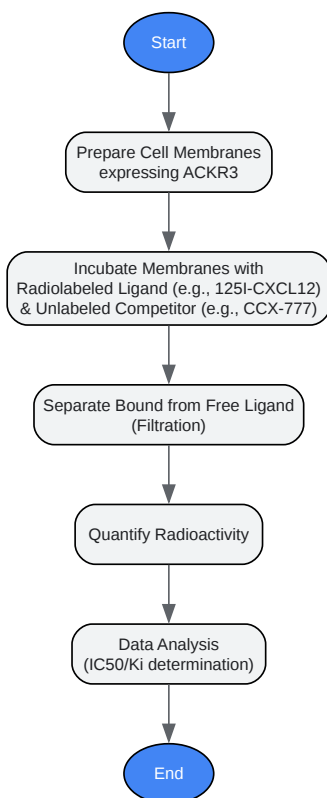 Start
Prepare Cell Membranes
expressing ACKR3
Incubate Membranes with
Radiolabeled Ligand (e.g., 125I-CXCL12)
& Unlabeled Competitor (e.g., CCX-777)
Separate Bound from Free Ligand
(Filtration)
Quantify Radioactivity
Data Analysis
(IC50/Ki determination)
End